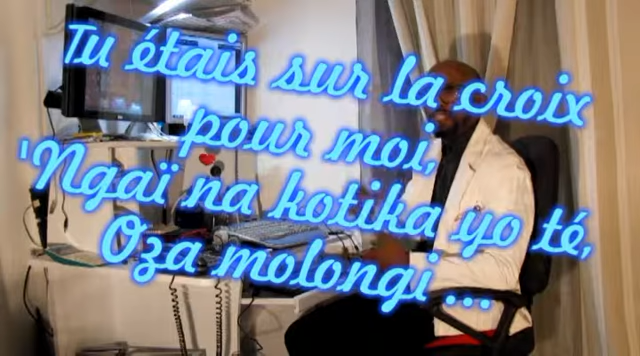 Tu étais sur la croix
pour moi,
'Ngaï na kotika yo té,
Oza molongi ...